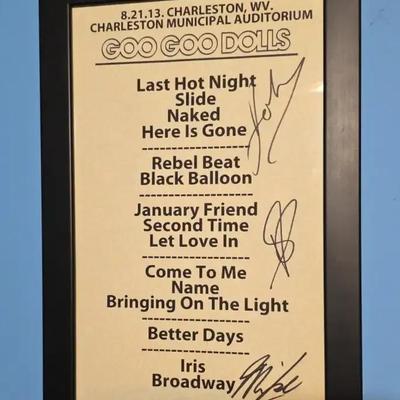 8.21.13. CHARLESTON, WV.
CHARLESTON MUNICIPAL AUDITORIUM
GOO GOO DOLLS
Last Hot Night
Slide
Naked
Here Is Gone
--------------------
Rebel Beat
Black Balloon
--------------------
January Friend
Second Time
Let Love In
--------------------
Come To Me
Name
Bringing On The Light
--------------------
Better Days
--------------------
Iris
Broadway